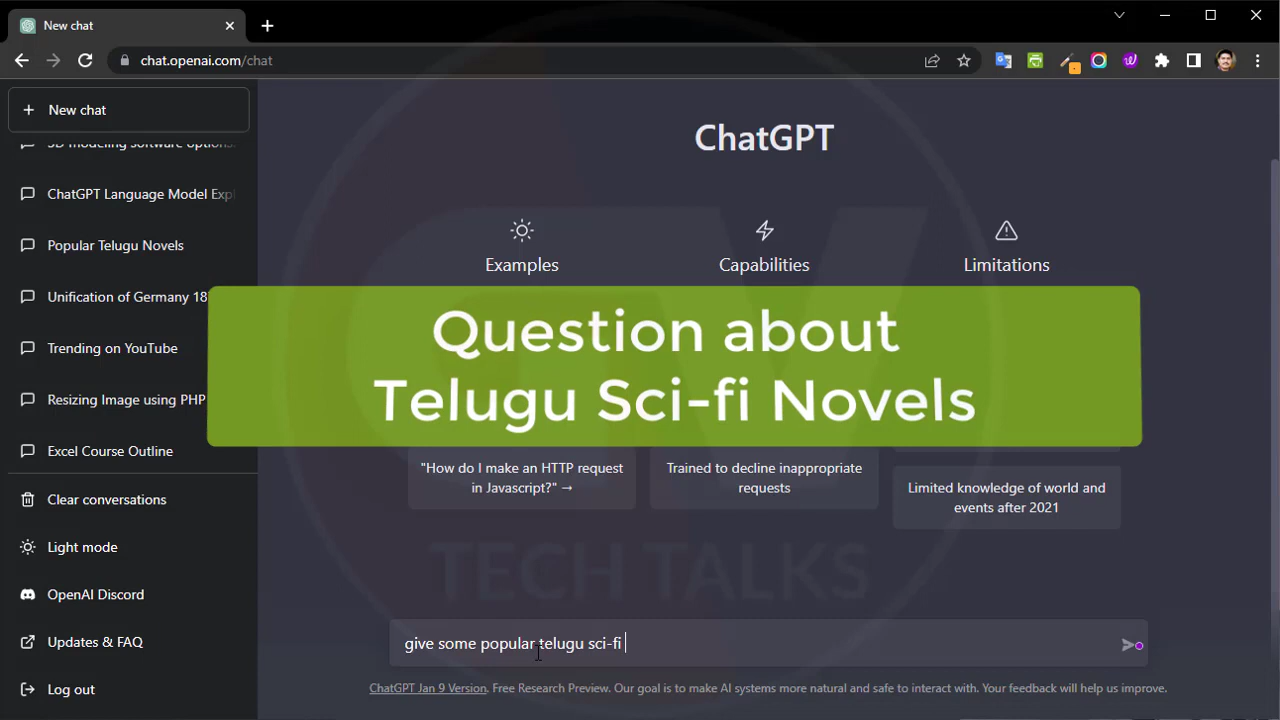 New chat
chat.openai.com/chat
New chat
3D modeling software options
ChatGPT Language Model Exp
Popular Telugu Novels
Unification of Germany 18
Trending on YouTube
Resizing Image using PHP
Excel Course Outline
Clear conversations
Light mode
OpenAI Discord
Updates & FAQ
Log out
ChatGPT
Examples
Capabilities
Limitations
Question about
Telugu Sci-fi Novels
"How do I make an HTTP request
in Javascript?" →
Trained to decline inappropriate
requests
Limited knowledge of world and
events after 2021
TECH TALKS
give some popular telugu sci-fi
ChatGPT Jan 9 Version. Free Research Preview. Our goal is to make AI systems more natural and safe to interact with. Your feedback will help us improve.